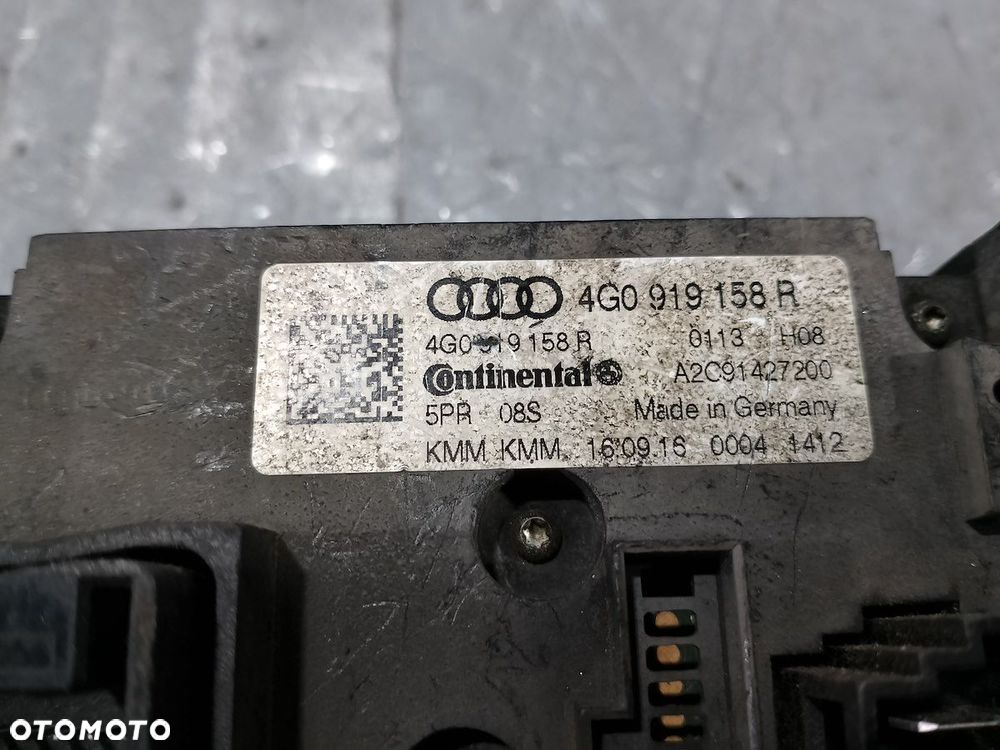 4G0 919 158 R
4G0 919 158 R 0113 H08
Continental A2C91427200
5PR 08S Made in Germany
KMM KMM 16.09.16 0004 1412
OTOMOTO